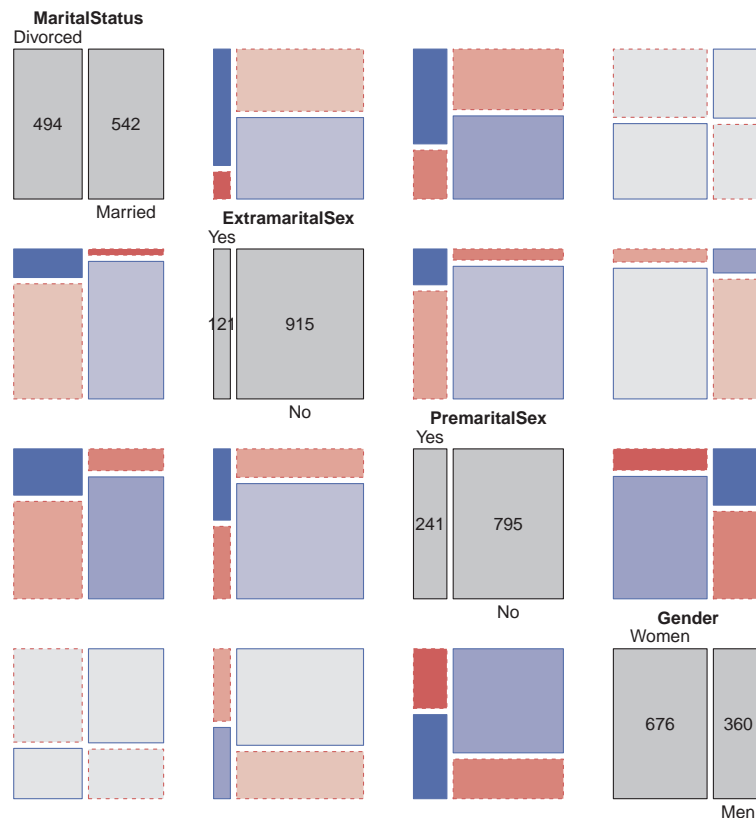 MaritalStatus
Divorced
494 542
Married
ExtramaritalSex
Yes
121 915
No
PremaritalSex
Yes
241 795
No
Gender
Women
676 360
Men